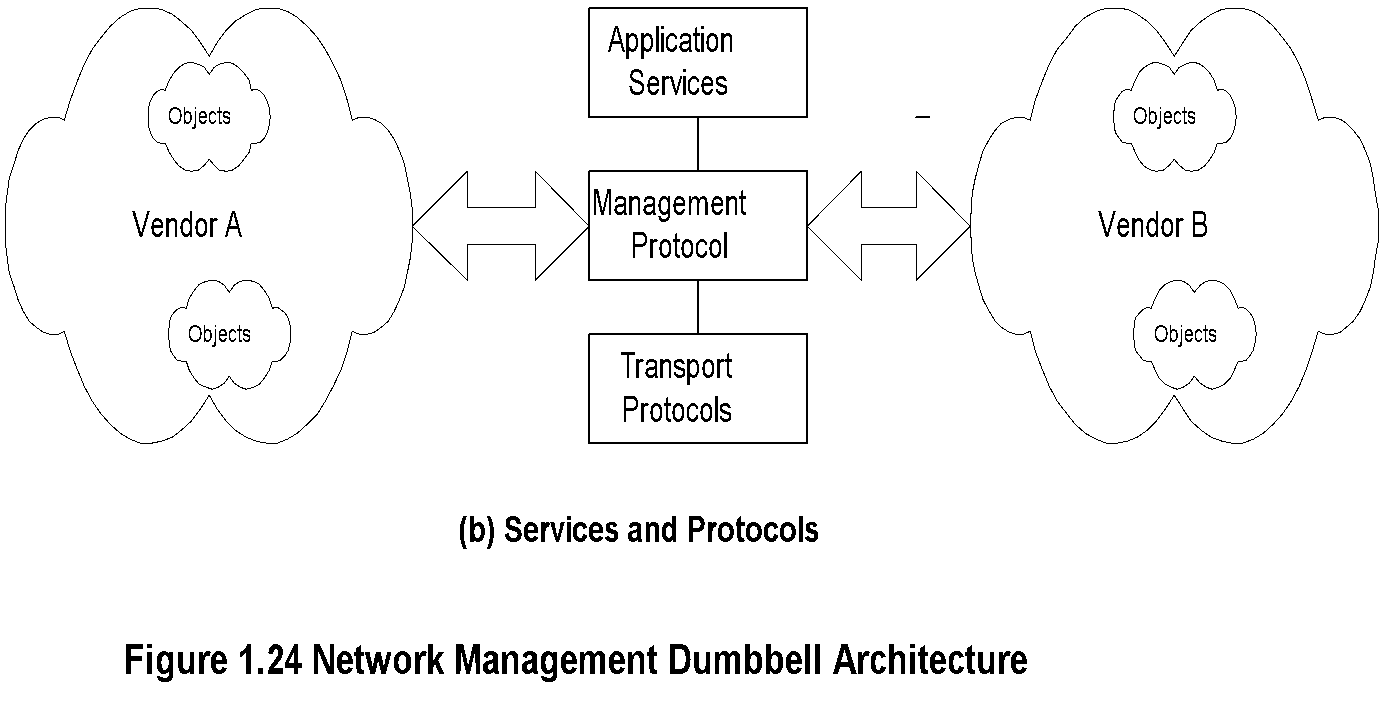 Application
Services
Objects
Objects
Vendor A
Management
Protocol
Vendor B
Objects
Objects
Transport
Protocols
(b) Services and Protocols
Figure 1.24 Network Management Dumbbell Architecture